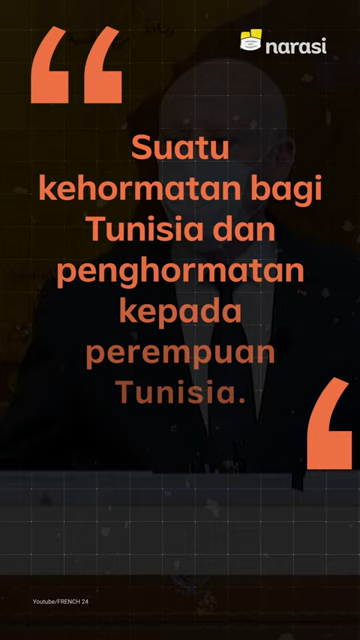 narasi
Suatu
kehormatan bagi
Tunisia dan
penghormatan
kepada
perempuan
Tunisia.
Youtube/FRENCH 24